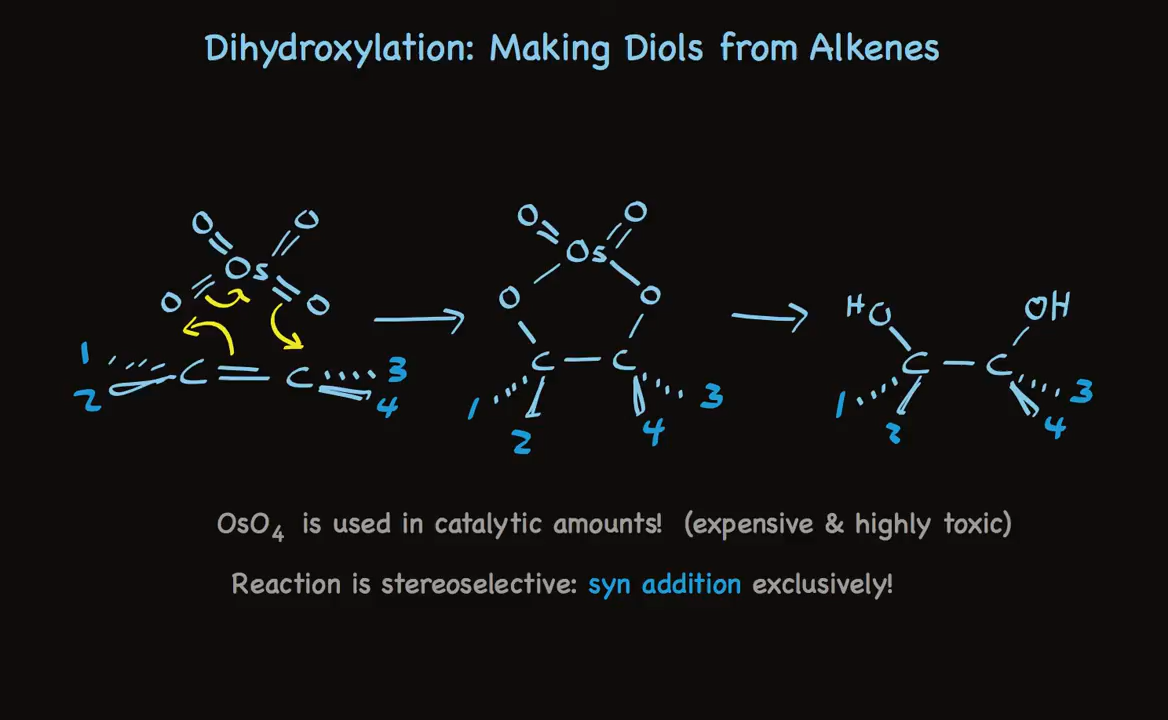 Dihydroxylation: Making Diols from Alkenes
O O O O
Os Os
O O O O HO OH
1 C C 3 C C C C
2 4 1 3 1 3
2 4 2 4
OsO4 is used in catalytic amounts! (expensive & highly toxic)
Reaction is stereoselective: syn addition exclusively!